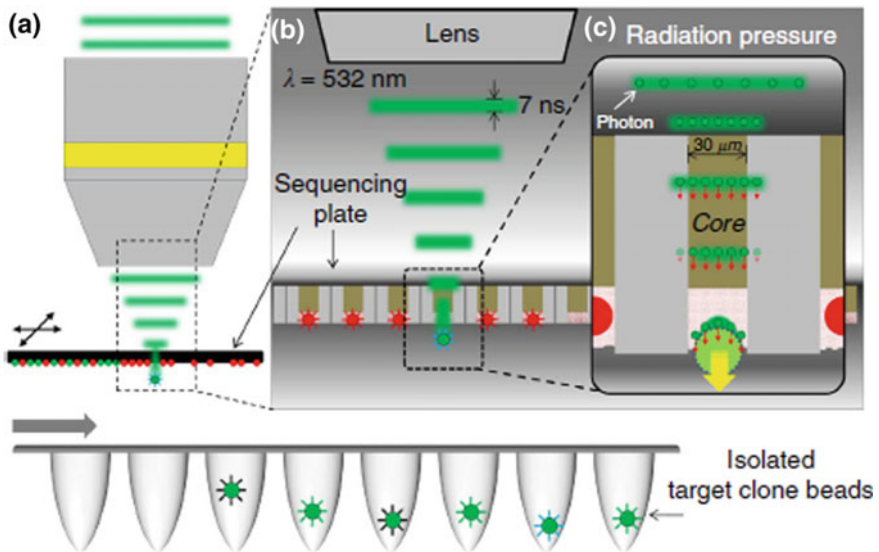 (a)
(b)
Lens
(c)
Radiation pressure
λ = 532 nm
7 ns
Photon
30 μm
Sequencing
plate
Core
Isolated
target clone beads